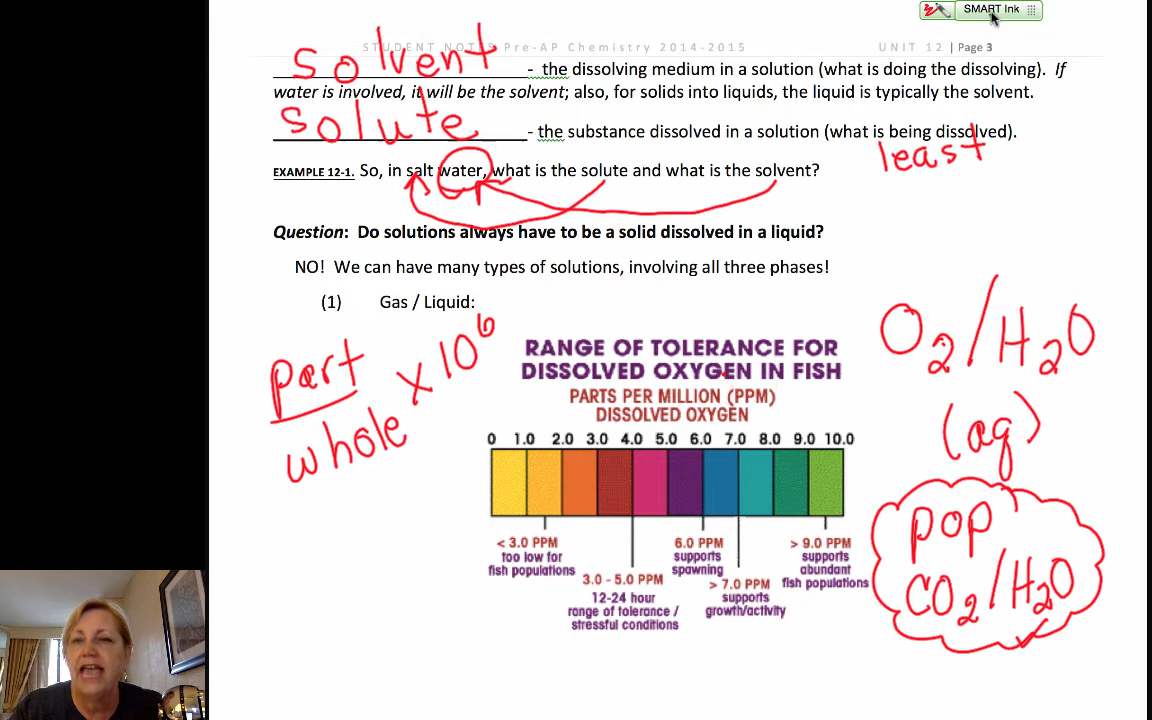 SMART Ink
STUDENT NOTES Pre-AP Chemistry 2014-2015 UNIT 12 | Page 3
solvent - the dissolving medium in a solution (what is doing the dissolving). If
water is involved, it will be the solvent; also, for solids into liquids, the liquid is typically the solvent.
solute - the substance dissolved in a solution (what is being dissolved).
least
EXAMPLE 12-1. So, in salt water, what is the solute and what is the solvent?
Question: Do solutions always have to be a solid dissolved in a liquid?
NO! We can have many types of solutions, involving all three phases!
(1) Gas / Liquid:
part
whole
× 10⁶
RANGE OF TOLERANCE FOR
DISSOLVED OXYGEN IN FISH
PARTS PER MILLION (PPM)
DISSOLVED OXYGEN
0 1.0 2.0 3.0 4.0 5.0 6.0 7.0 8.0 9.0 10.0
< 3.0 PPM
too low for
fish populations
3.0 - 5.0 PPM
12-24 hour
range of tolerance /
stressful conditions
6.0 PPM
supports
spawning
> 7.0 PPM
supports
growth/activity
> 9.0 PPM
supports
abundant
fish populations
O₂/H₂O
(aq)
pop
CO₂/H₂O